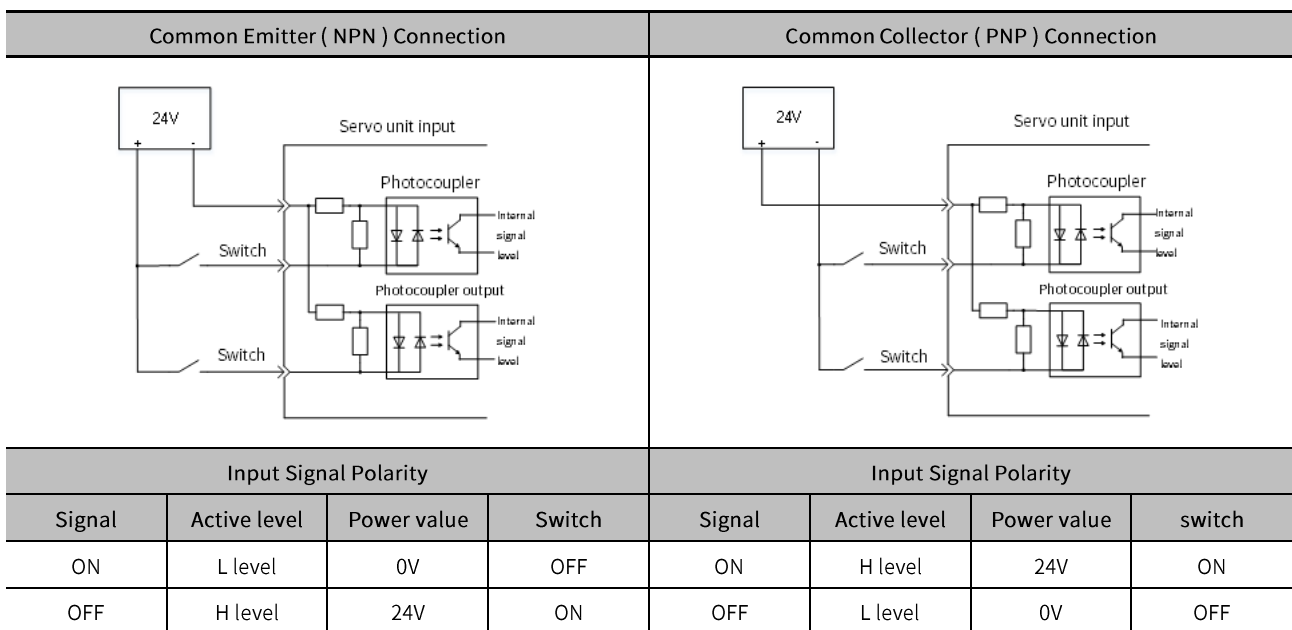 Common Emitter ( NPN ) Connection
24V
+ -
Servo unit input
Photocoupler
Internal
signal
level
Switch
Photocoupler output
Internal
signal
level
Switch
Common Collector ( PNP ) Connection
24V
+ -
Servo unit input
Photocoupler
Internal
signal
level
Switch
Photocoupler output
Internal
signal
level
Switch
Input Signal Polarity Input Signal Polarity
Signal Active level Power value Switch Signal Active level Power value switch
ON L level 0V OFF ON H level 24V ON
OFF H level 24V ON OFF L level 0V OFF